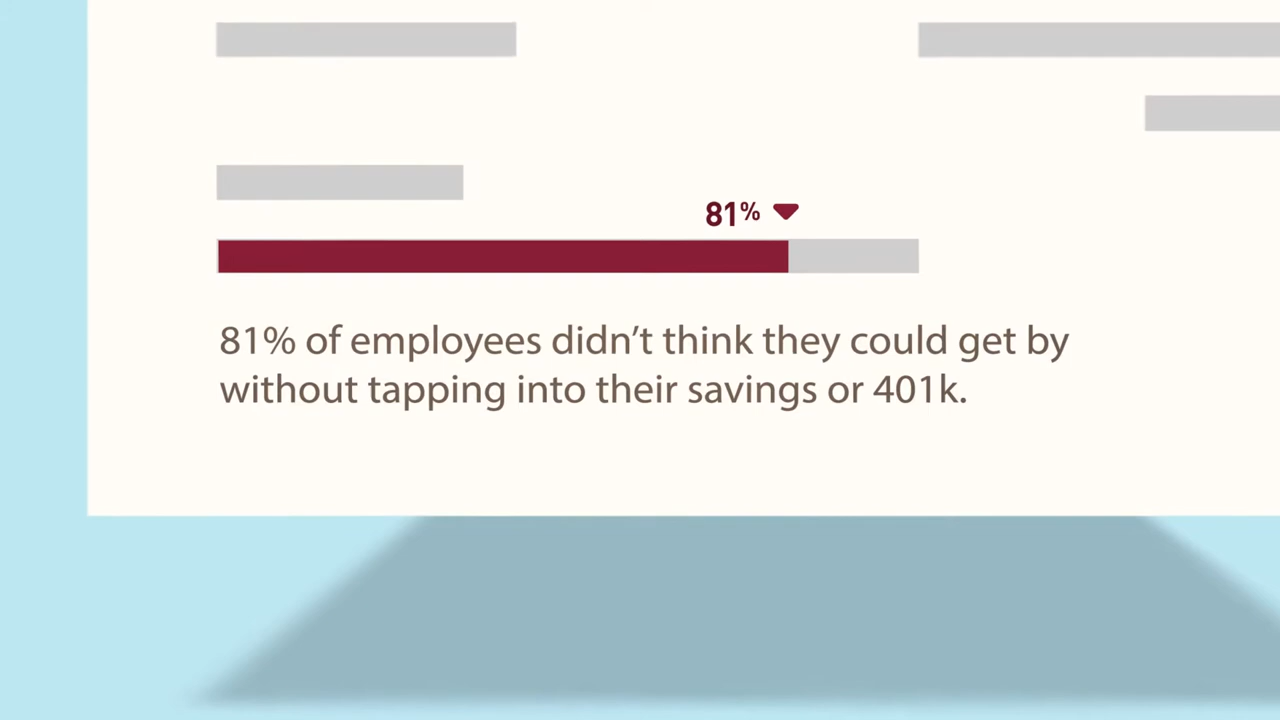 81%
81% of employees didn’t think they could get by
without tapping into their savings or 401k.